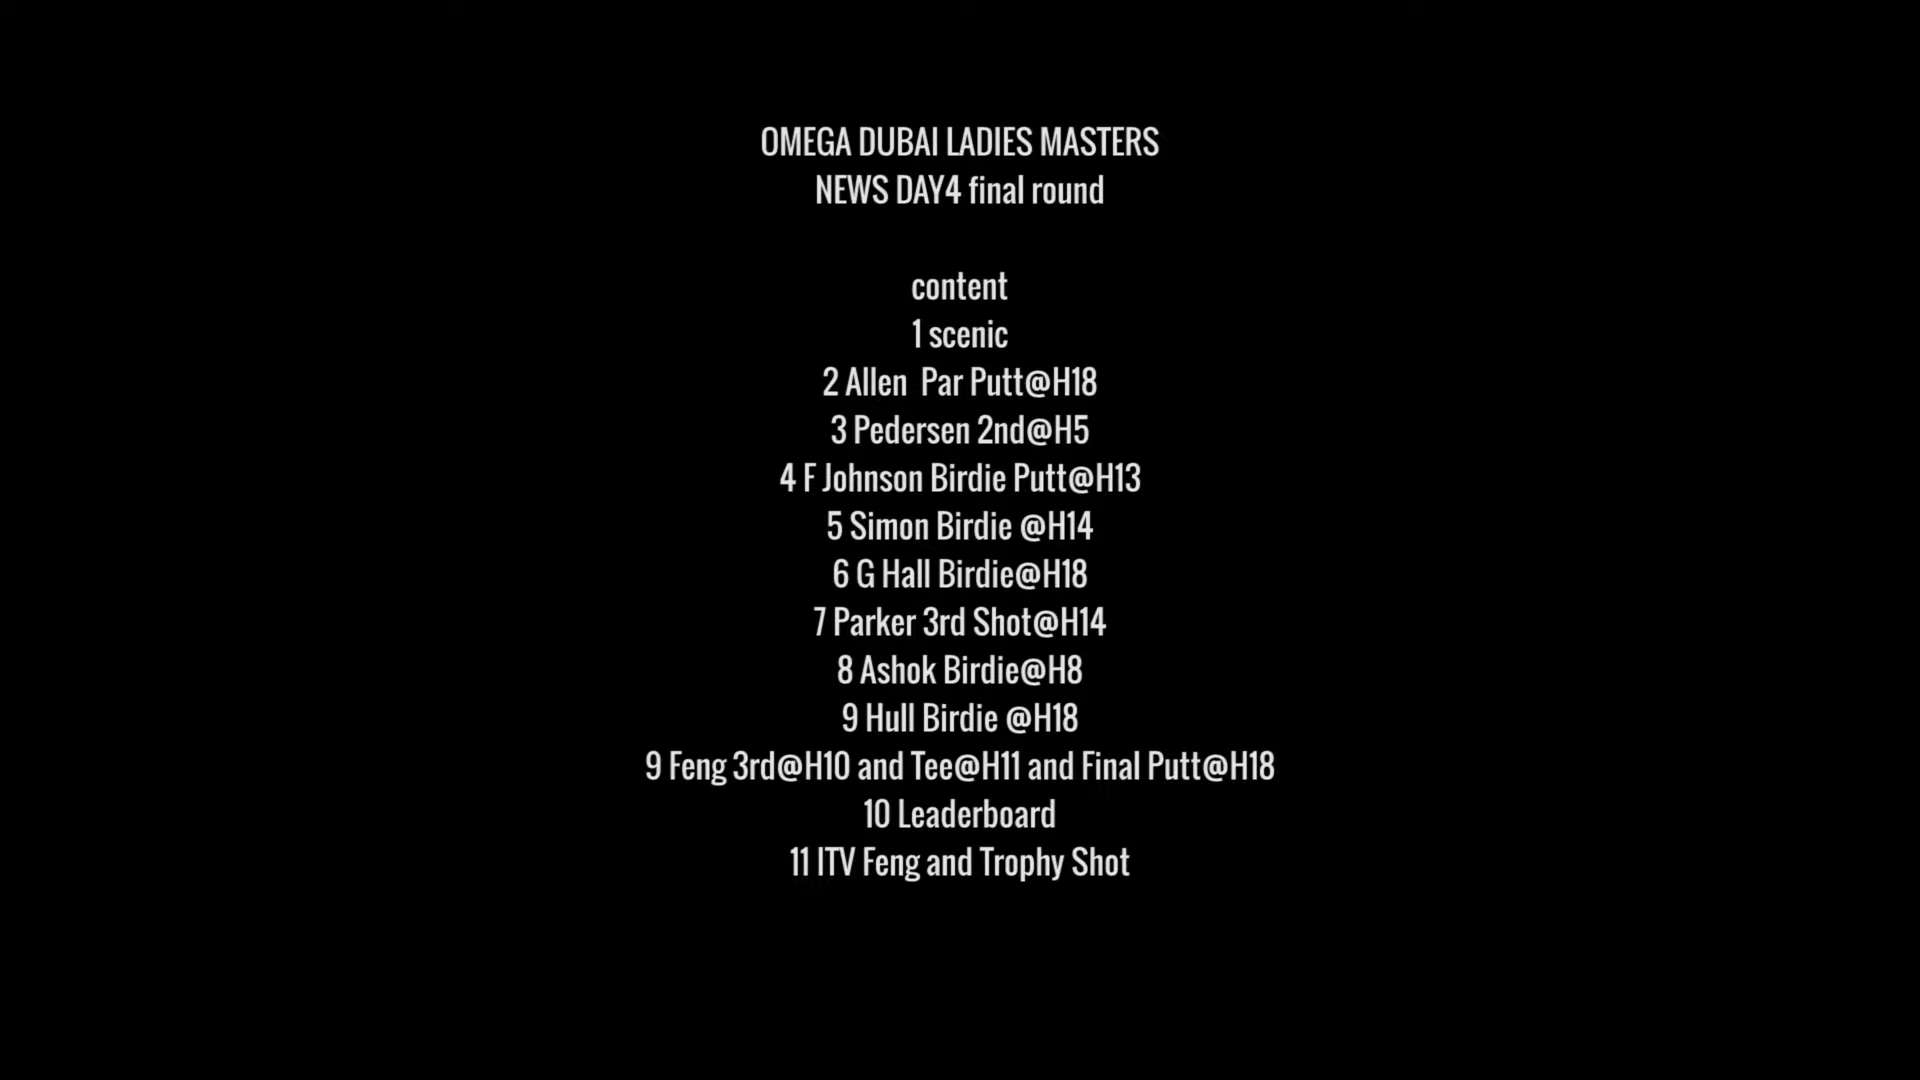 OMEGA DUBAI LADIES MASTERS
NEWS DAY4 final round
content
1 scenic
2 Allen  Par Putt@H18
3 Pedersen 2nd@H5
4 F Johnson Birdie Putt@H13
5 Simon Birdie @H14
6 G Hall Birdie@H18
7 Parker 3rd Shot@H14
8 Ashok Birdie@H8
9 Hull Birdie @H18
9 Feng 3rd@H10 and Tee@H11 and Final Putt@H18
10 Leaderboard
11 ITV Feng and Trophy Shot